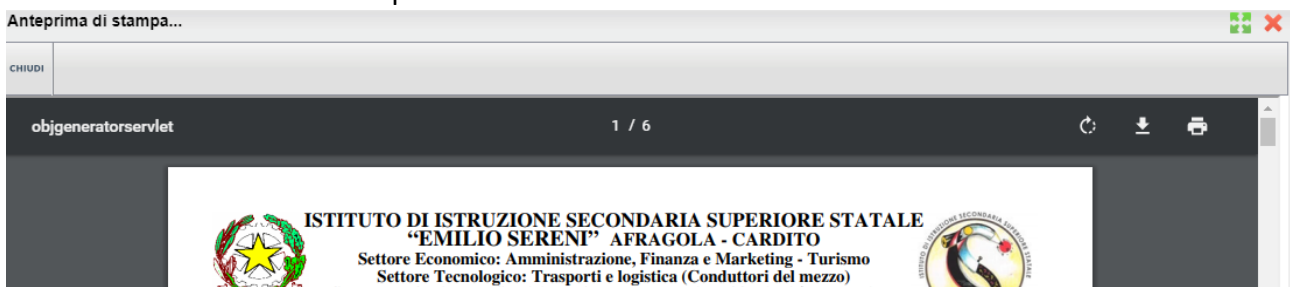 Anteprima di stampa...
CHIUDI
objgeneratorservlet
1 / 6
ISTITUTO DI ISTRUZIONE SECONDARIA SUPERIORE STATALE
“EMILIO SERENI” AFRAGOLA - CARDITO
Settore Economico: Amministrazione, Finanza e Marketing - Turismo
Settore Tecnologico: Trasporti e logistica (Conduttori del mezzo)